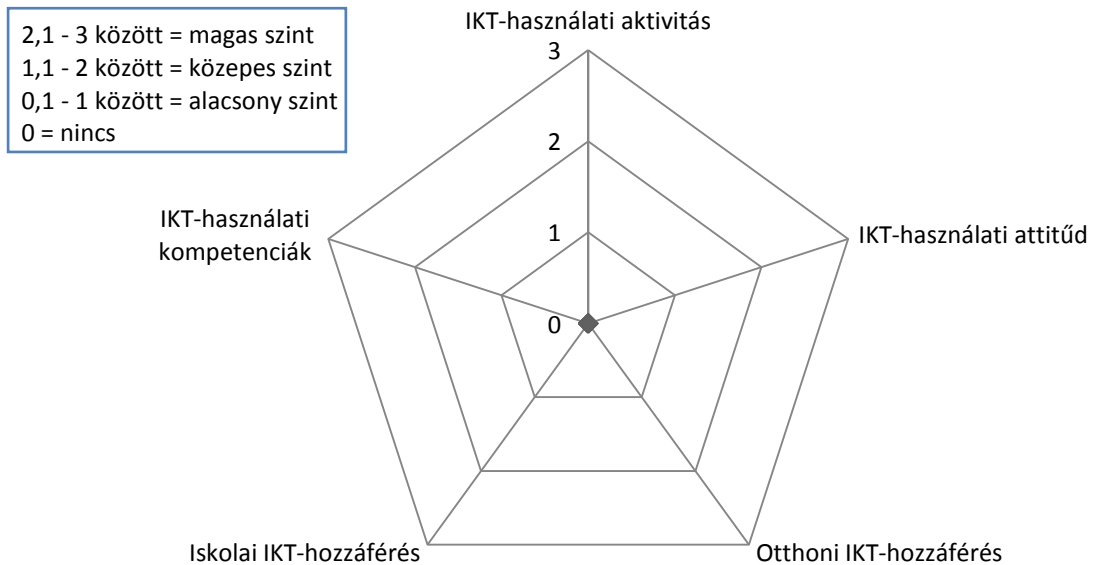 2,1 - 3 között = magas szint
1,1 - 2 között = közepes szint
0,1 - 1 között = alacsony szint
0 = nincs
IKT-használati aktivitás
3
2
1
0
IKT-használati
kompetenciák
IKT-használati attitűd
Iskolai IKT-hozzáférés
Otthoni IKT-hozzáférés